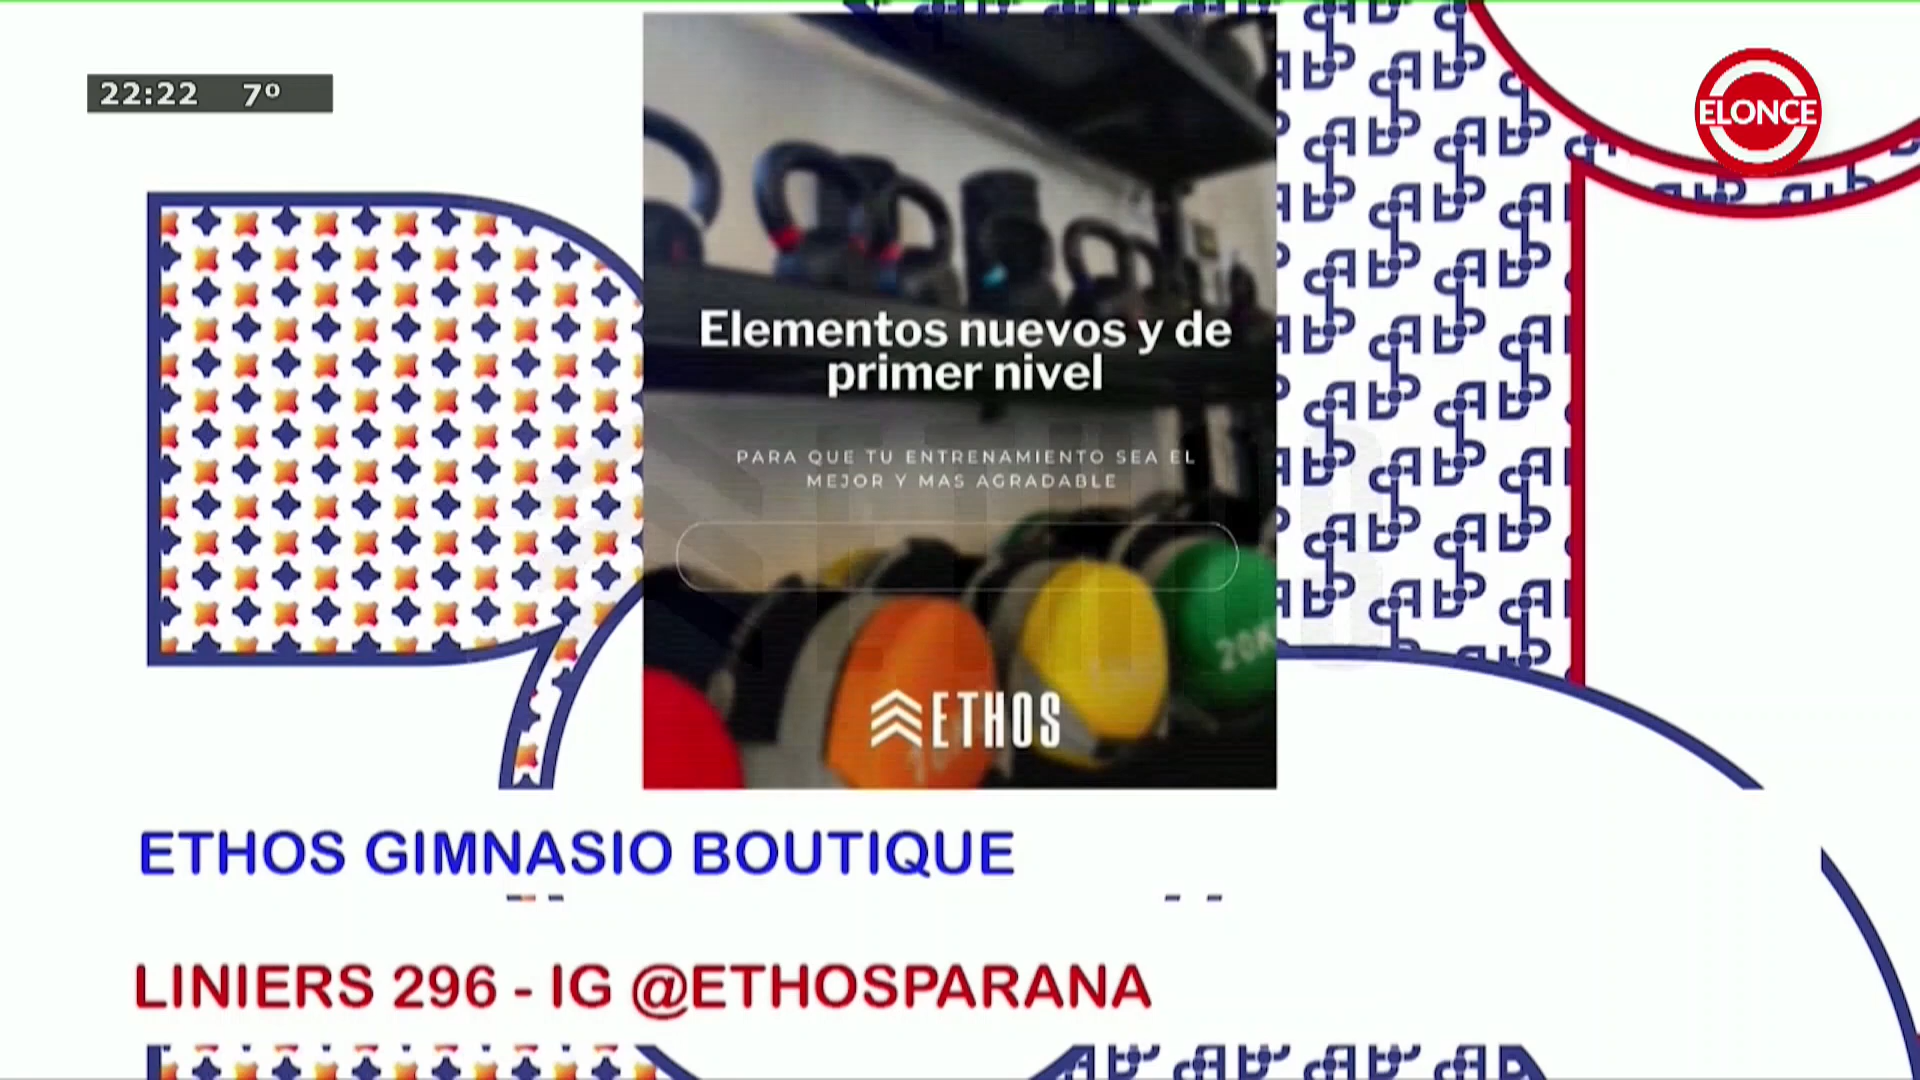 22:22 7º
ELONCE
Elementos nuevos y de
primer nivel
PARA QUE TU ENTRENAMIENTO SEA EL
MEJOR Y MAS AGRADABLE
20K
ETHOS
ETHOS GIMNASIO BOUTIQUE
LINIERS 296 - IG @ETHOSPARANA